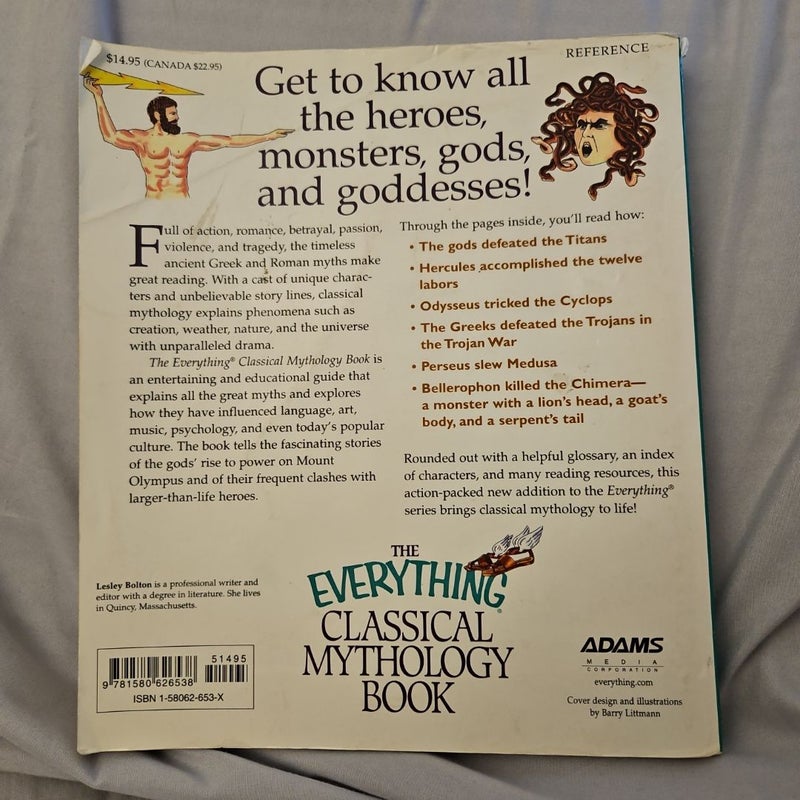 $14.95 (CANADA $22.95)
REFERENCE
Get to know all
the heroes,
monsters, gods,
and goddesses!
Full of action, romance, betrayal, passion,
violence, and tragedy, the timeless
ancient Greek and Roman myths make
great reading. With a cast of unique charac-
ters and unbelievable story lines, classical
mythology explains phenomena such as
creation, weather, nature, and the universe
with unparalleled drama.
The Everything® Classical Mythology Book is
an entertaining and educational guide that
explains all the great myths and explores
how they have influenced language, art,
music, psychology, and even today's popular
culture. The book tells the fascinating stories
of the gods' rise to power on Mount
Olympus and of their frequent clashes with
larger-than-life heroes.
Through the pages inside, you'll read how:
• The gods defeated the Titans
• Hercules accomplished the twelve
labors
• Odysseus tricked the Cyclops
• The Greeks defeated the Trojans in
the Trojan War
• Perseus slew Medusa
• Bellerophon killed the Chimera—
a monster with a lion's head, a goat's
body, and a serpent's tail
Rounded out with a helpful glossary, an index
of characters, and many reading resources, this
action-packed new addition to the Everything®
series brings classical mythology to life!
Lesley Bolton is a professional writer and
editor with a degree in literature. She lives
in Quincy, Massachusetts.
THE
EVERYTHING®
CLASSICAL
MYTHOLOGY
BOOK
51495
9 781580 626538
ISBN 1-58062-653-X
ADAMS
MEDIA
CORPORATION
everything.com
Cover design and illustrations
by Barry Littmann